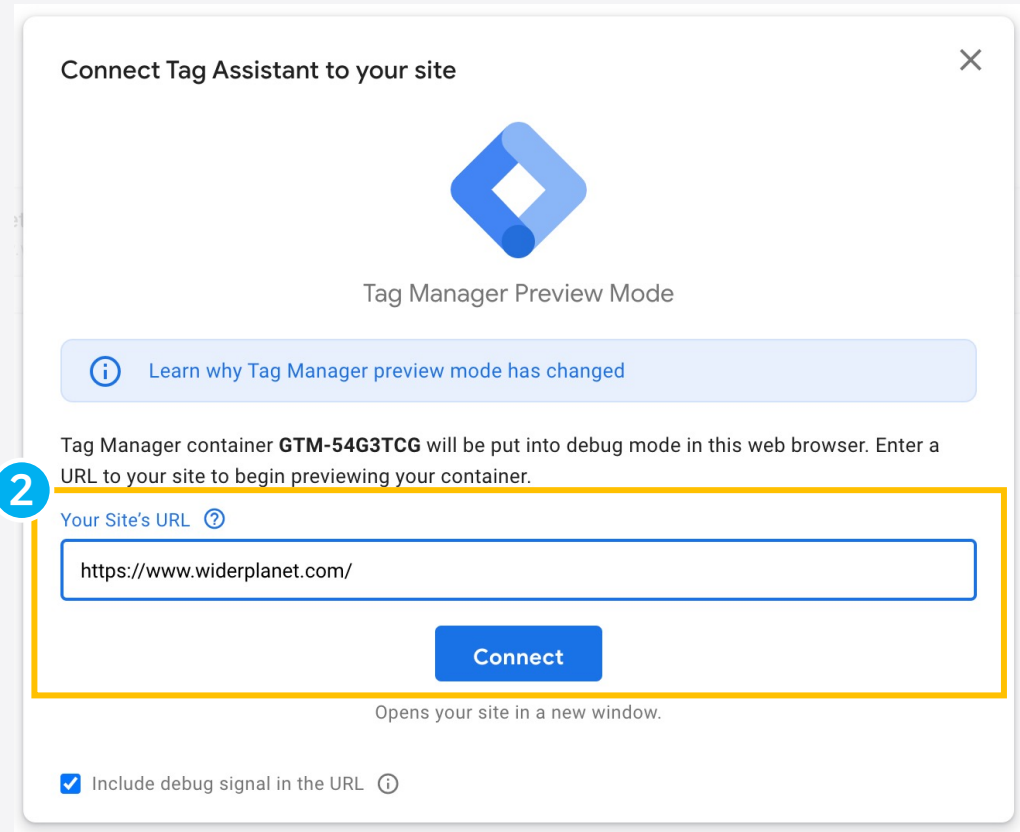 Connect Tag Assistant to your site
Tag Manager Preview Mode
Learn why Tag Manager preview mode has changed
Tag Manager container GTM-54G3TCG will be put into debug mode in this web browser. Enter a
URL to your site to begin previewing your container.
2
Your Site's URL
https://www.widerplanet.com/
Connect
Opens your site in a new window.
Include debug signal in the URL